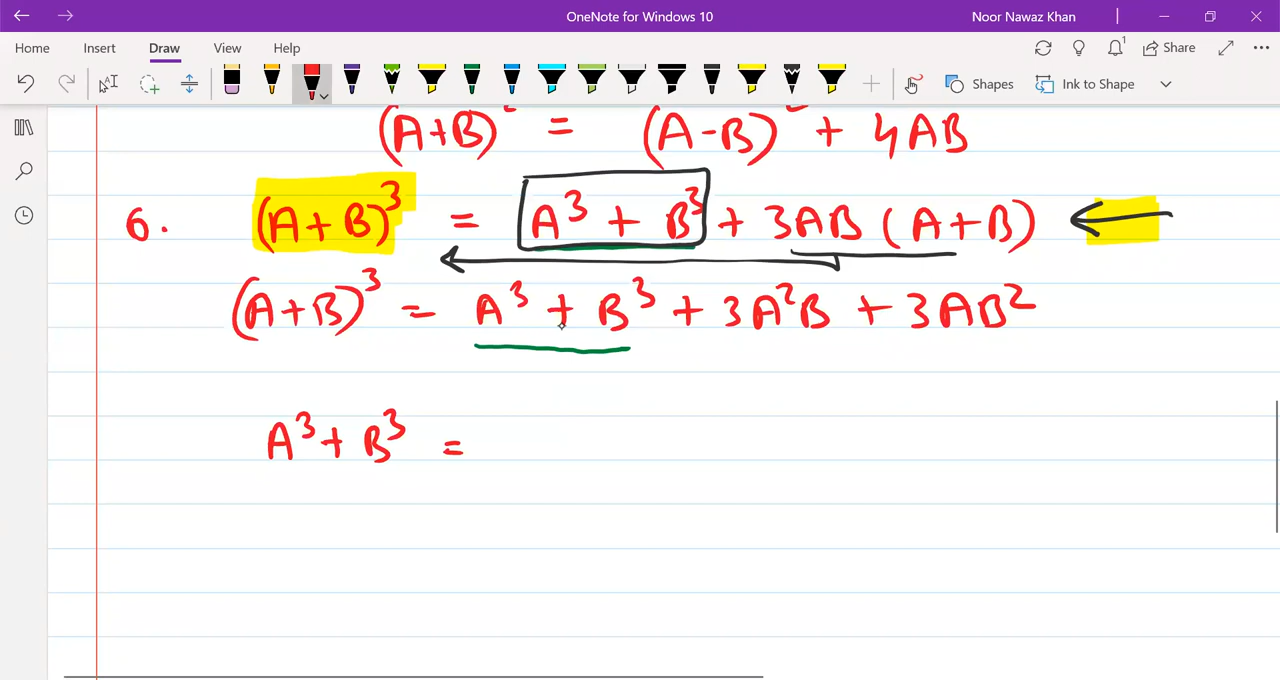 OneNote for Windows 10
Noor Nawaz Khan
Home Insert Draw View Help
1
Share
Shapes
Ink to Shape
(A+B)² = (A-B)² + 4AB
6. (A+B)³ = A³ + B³ + 3AB (A+B)
(A+B)³ = A³ + B³ + 3A²B + 3AB²
A³ + B³ =